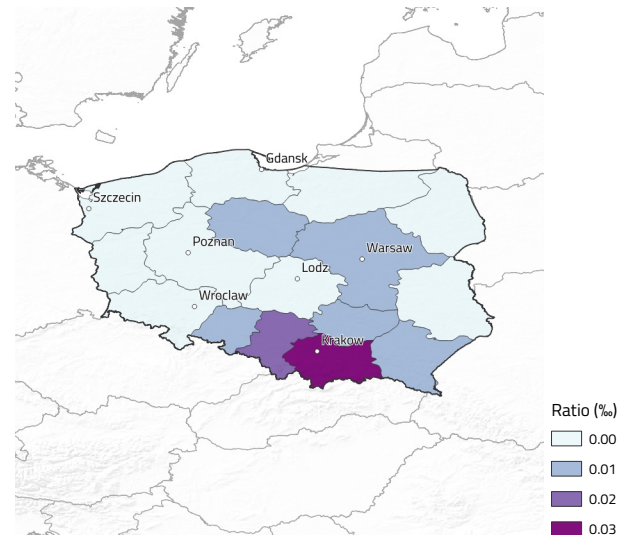 Gdansk
Szczecin
Poznan
Warsaw
Lodz
Wroclaw
Krakow
Ratio (‰)
0.00
0.01
0.02
0.03